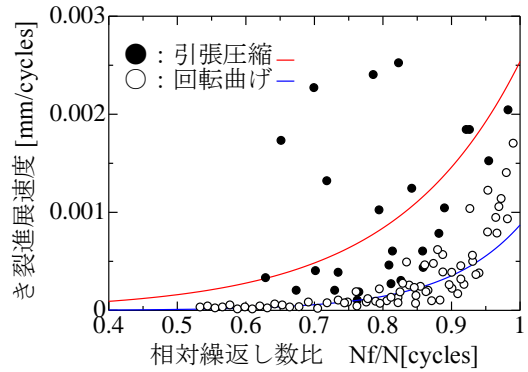 き裂進展速度 [mm/cycles]
0.003
0.002
0.001
0
●：引張圧縮
○：回転曲げ
0.4 0.5 0.6 0.7 0.8 0.9 1
相対繰返し数比 Nf/N[cycles]